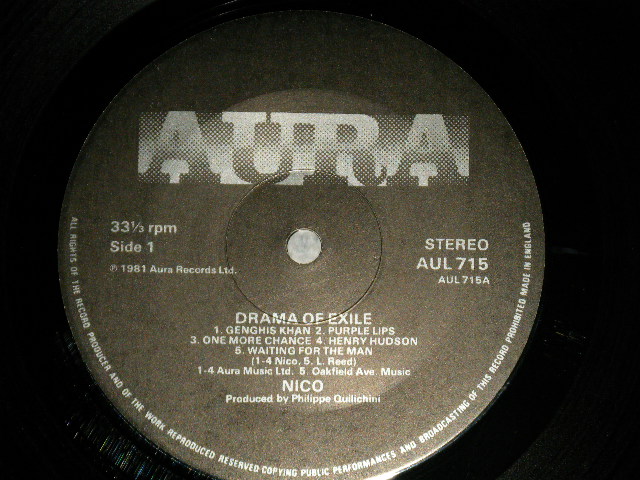 AURA
33⅓ rpm
Side 1
℗ 1981 Aura Records Ltd.
STEREO
AUL 715
AUL 715A
DRAMA OF EXILE
1. GENGHIS KHAN 2. PURPLE LIPS
3. ONE MORE CHANCE 4. HENRY HUDSON
5. WAITING FOR THE MAN
(1-4 Nico, 5. L. Reed)
1-4 Aura Music Ltd. 5 Oakfield Ave. Music
NICO
Produced by Philippe Quilichini
ALL RIGHTS OF THE RECORD PRODUCER AND OF THE WORK REPRODUCED RESERVED COPYING PUBLIC PERFORMANCES AND BROADCASTING OF THIS RECORD PROHIBITED MADE IN ENGLAND